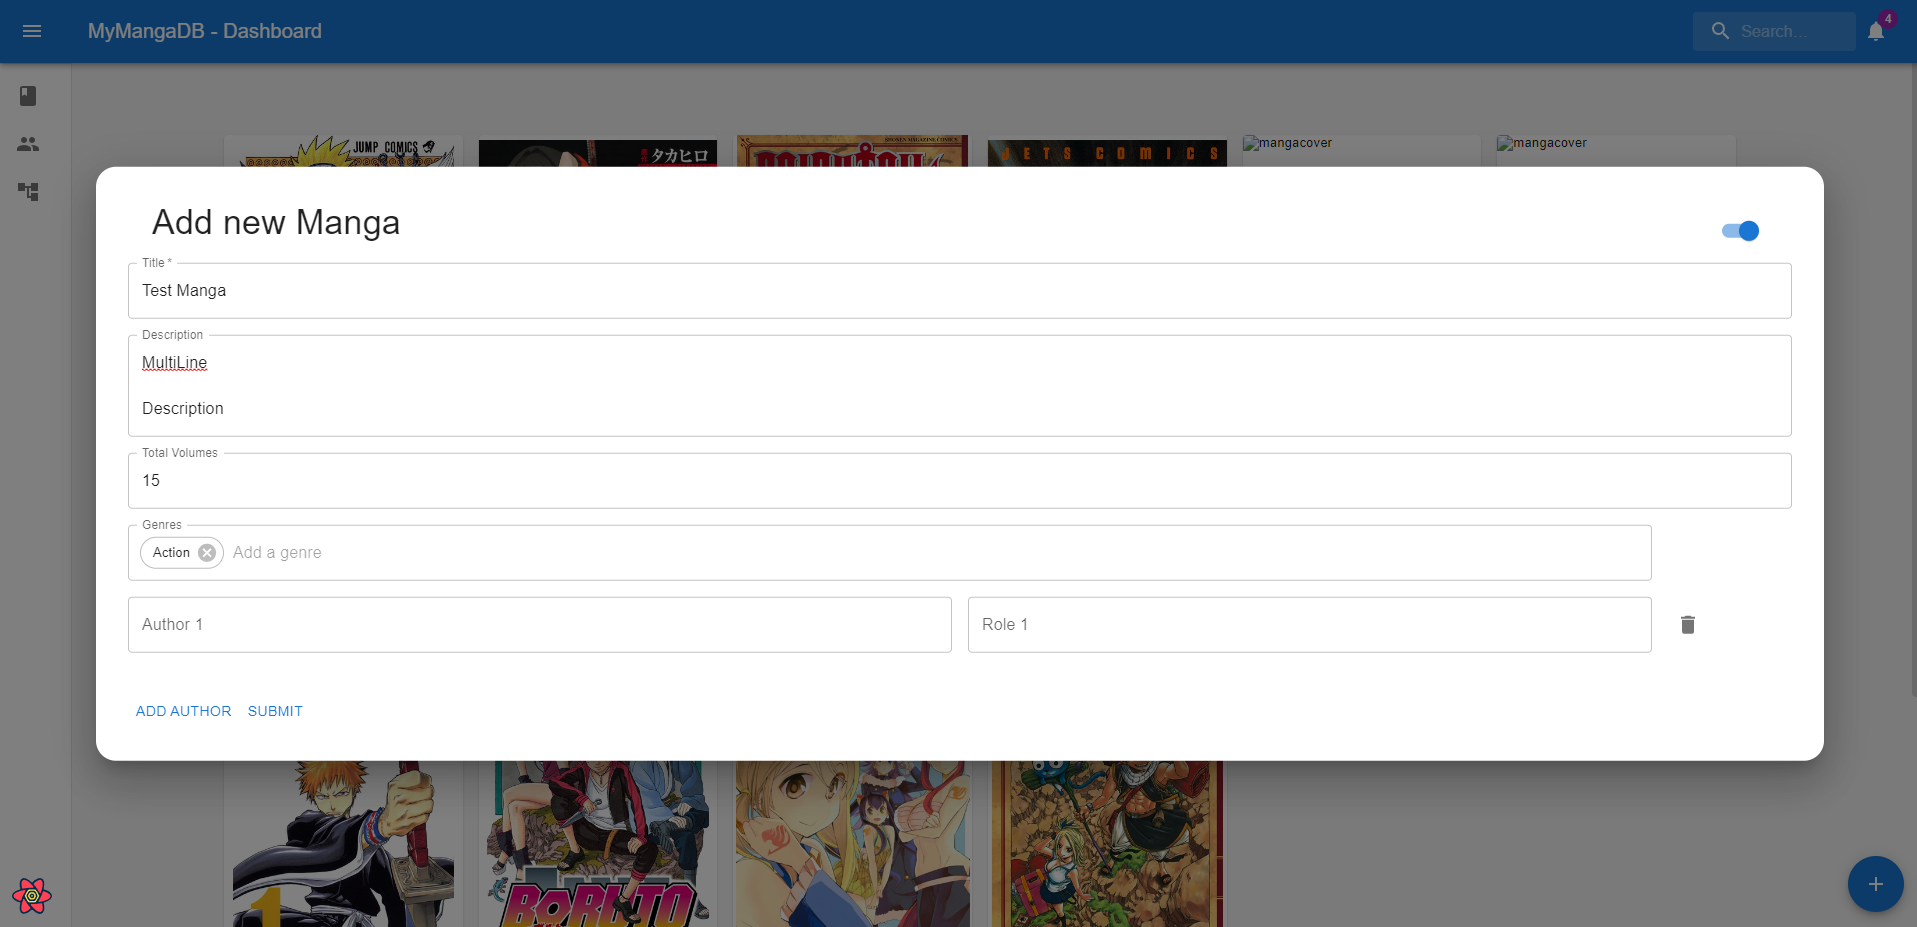 MyMangaDB - Dashboard
Search...
4
JUMP COMICS
タカヒロ
JETS COMICS
mangacover
mangacover
Add new Manga
Title *
Test Manga
Description
MultiLine
Description
Total Volumes
15
Genres
Action
Add a genre
Author 1
Role 1
ADD AUTHOR
SUBMIT
1
BORUTO